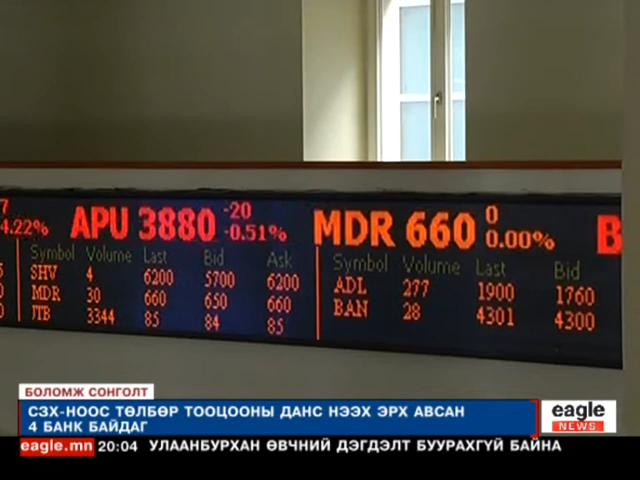 7
4.22%
APU 3880 -20 -0.51%
MDR 660 0 0.00%
B
Symbol Volume Last Bid Ask
SHV 4 6200 5700 6200
MDR 30 660 650 660
JTB 3344 85 84 85
Symbol Volume Last Bid
ADL 277 1900 1760
BAN 28 4301 4300
БОЛОМЖ СОНГОЛТ
СЗХ-НООС ТӨЛБӨР ТООЦООНЫ ДАНС НЭЭХ ЭРХ АВСАН
4 БАНК БАЙДАГ
eagle
NEWS
eagle.mn 20:04 УЛААНБУРХАН ӨВЧНИЙ ДЭГДЭЛТ БУУРАХГҮЙ БАЙНА